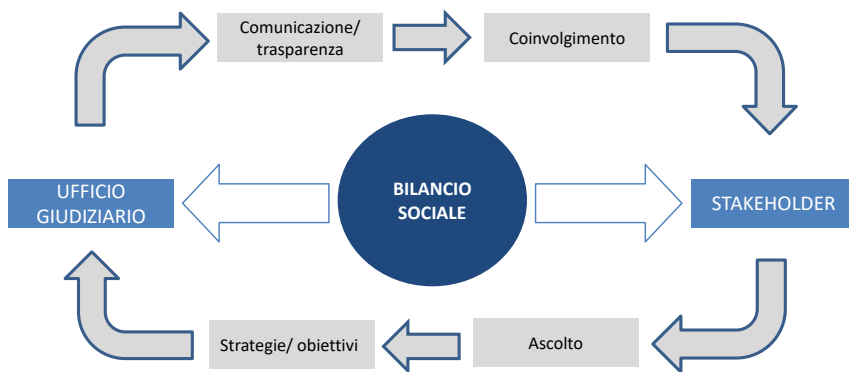 Comunicazione/
trasparenza
Coinvolgimento
UFFICIO
GIUDIZIARIO
BILANCIO
SOCIALE
STAKEHOLDER
Strategie/ obiettivi
Ascolto